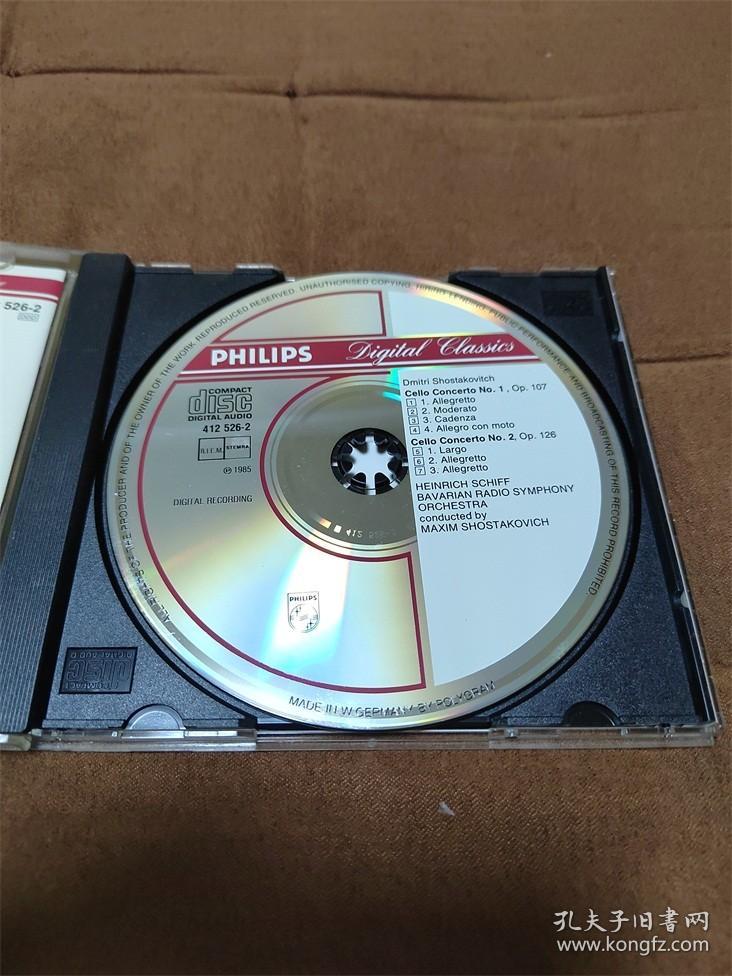 526-2
ALL RIGHTS OF THE PRODUCER AND OF THE OWNER OF THE WORK REPRODUCED RESERVED. UNAUTHORISED COPYING, HIRING, LENDING, PUBLIC PERFORMANCE AND BROADCASTING OF THIS RECORD PROHIBITED.
PHILIPS Digital Classics
COMPACT
disc
DIGITAL AUDIO
412 526-2
B.I.E.M. STEMRA
℗ 1985
DIGITAL RECORDING
Dmitri Shostakovitch
Cello Concerto No. 1, Op. 107
1 1. Allegretto
2 2. Moderato
3 3. Cadenza
4 4. Allegro con moto
Cello Concerto No. 2, Op. 126
5 1. Largo
6 2. Allegretto
7 3. Allegretto
HEINRICH SCHIFF
BAVARIAN RADIO SYMPHONY
ORCHESTRA
conducted by
MAXIM SHOSTAKOVICH
PHILIPS
MADE IN W. GERMANY BY POLYGRAM
孔夫子旧书网
www.kongfz.com